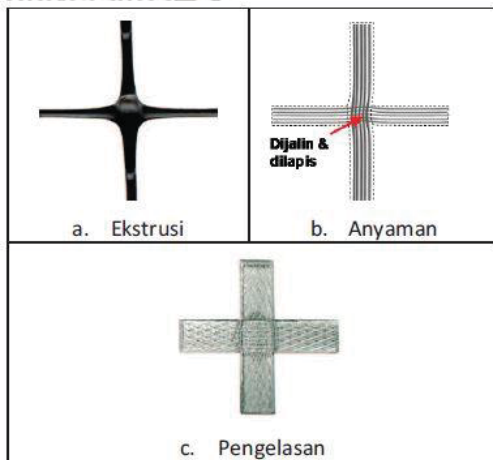 Dijalin &
dilapis
a. Ekstrusi
b. Anyaman
c. Pengelasan